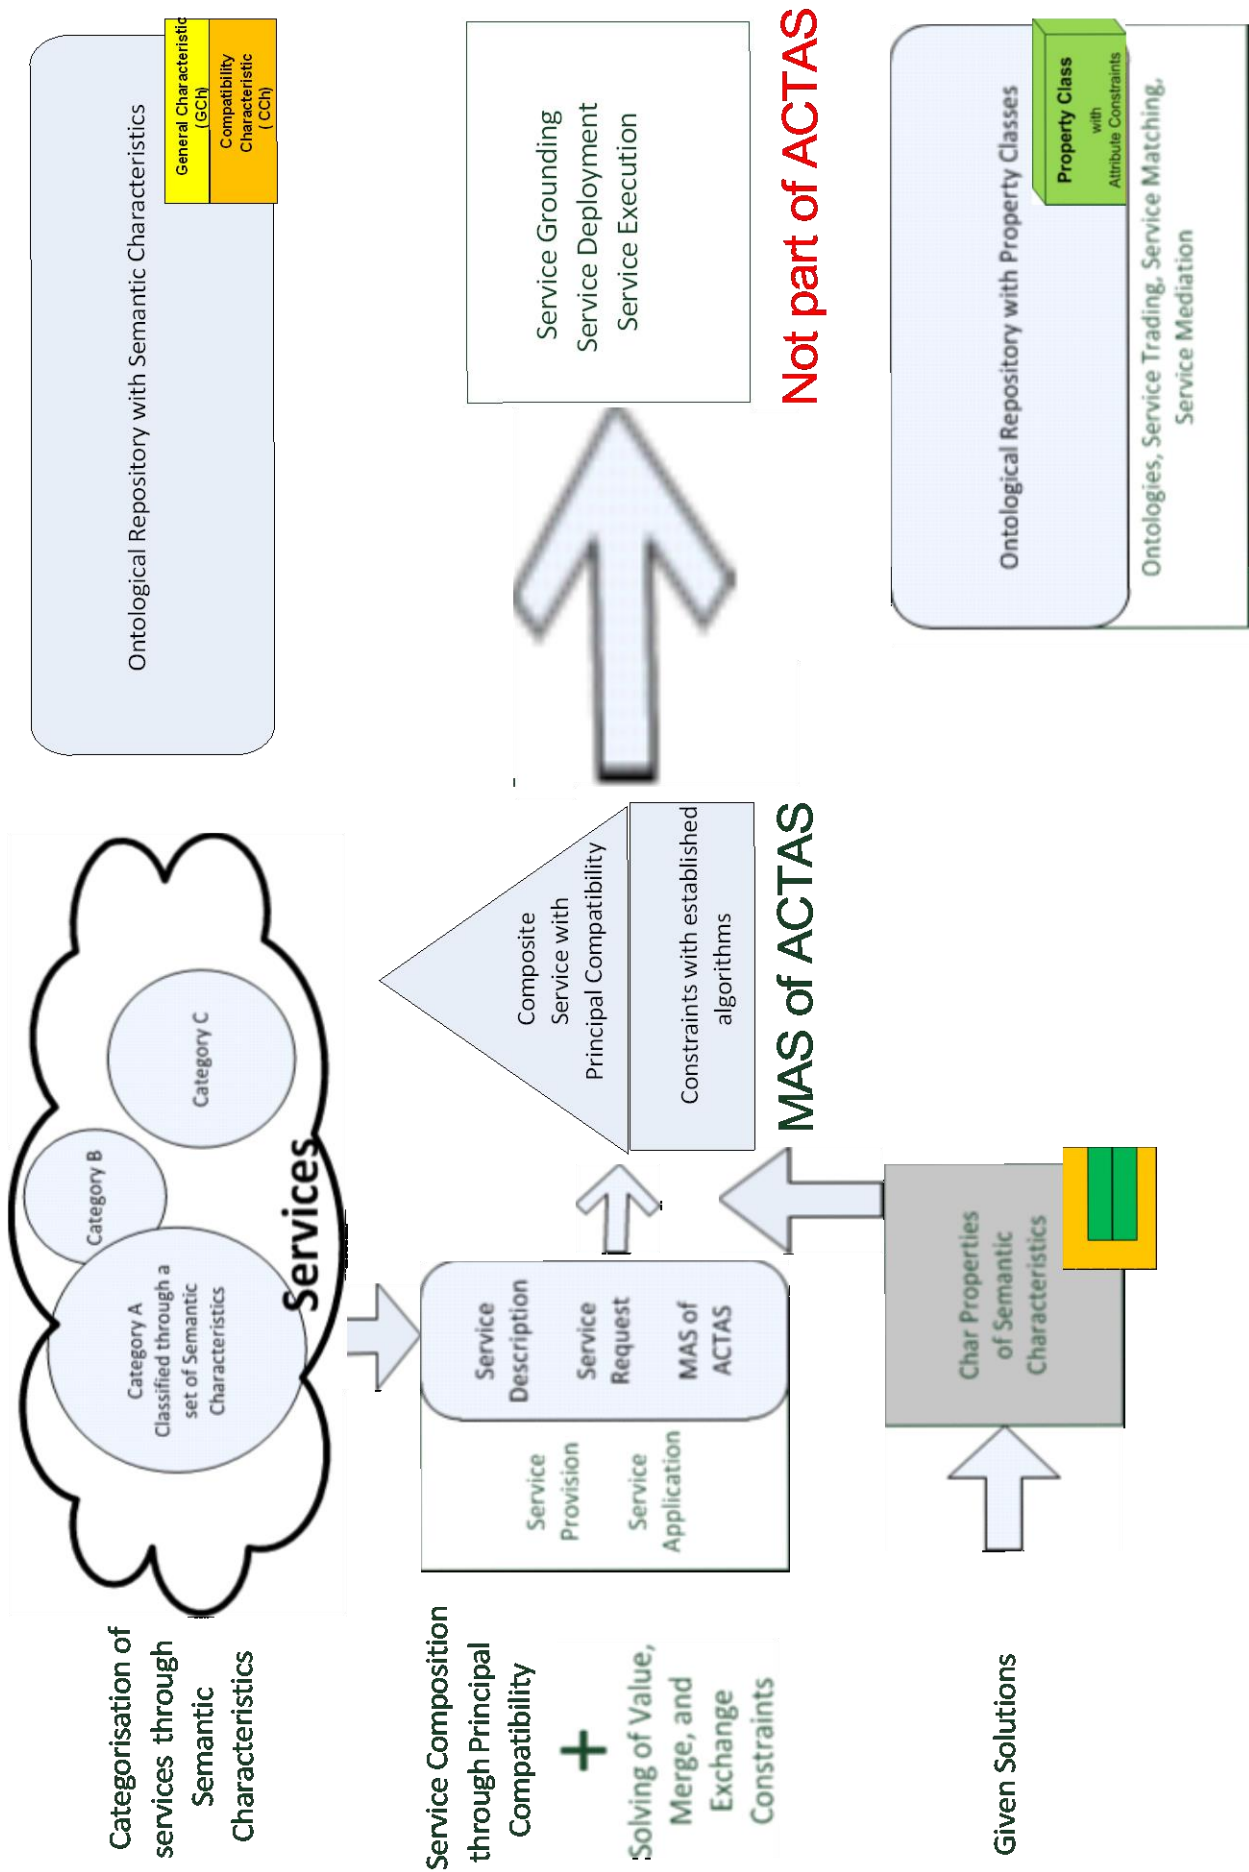 Categorisation of
services through
Semantic
Characteristics
Category A
Classified through a
set of Semantic
Characteristics
Category B
Category C
Services
Ontological Repository with Semantic Characteristics
General Characteristic
(GCh)
Compatibility
Characteristic
( CCh)
Service Composition
through Principal
Compatibility
+
Solving of Value,
Merge, and
Exchange
Constraints
Service
Provision
Service
Application
Service
Description
Service
Request
MAS of
ACTAS
Composite
Service with
Principal Compatibility
Constraints with established
algorithms
MAS of ACTAS
Service Grounding
Service Deployment
Service Execution
Not part of ACTAS
Given Solutions
Char Properties
of Semantic
Characteristics
Ontological Repository with Property Classes
Property Class
with
Attribute Constraints
Ontologies, Service Trading, Service Matching,
Service Mediation